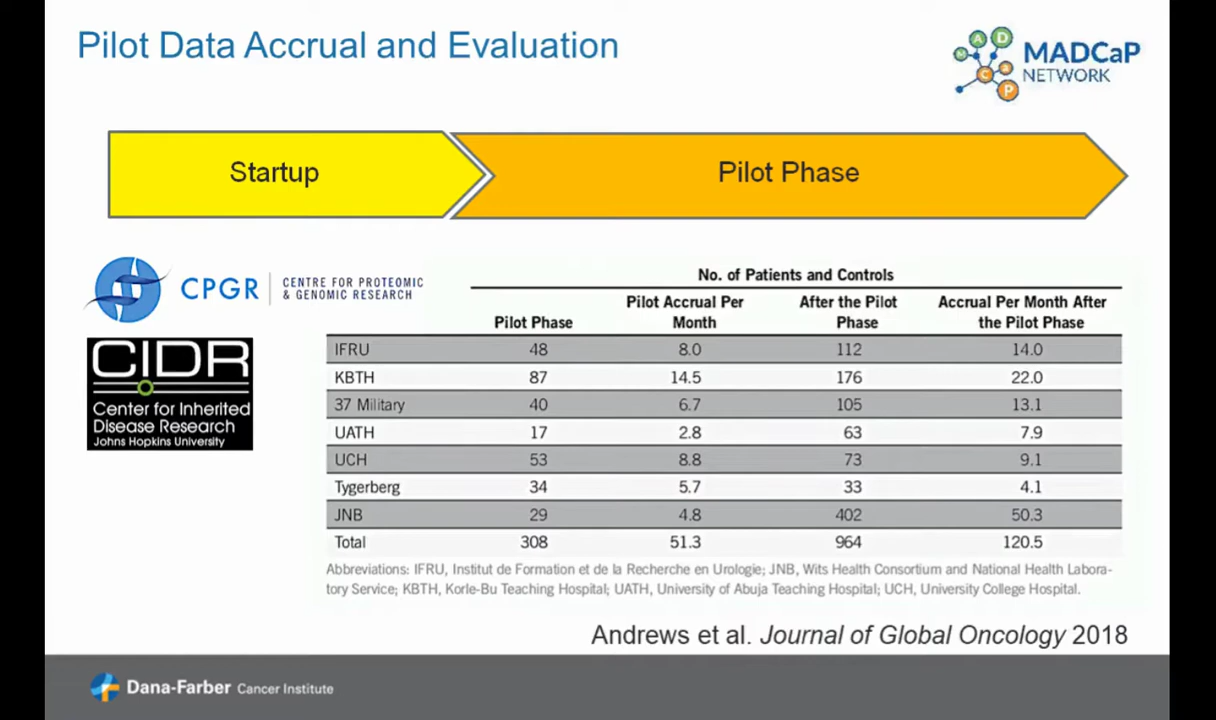 Pilot Data Accrual and Evaluation
MADCaP
NETWORK
M A D C a P
Startup
Pilot Phase
CPGR
CENTRE FOR PROTEOMIC
& GENOMIC RESEARCH
CIDR
Center for Inherited
Disease Research
Johns Hopkins University
No. of Patients and Controls
Pilot Phase Pilot Accrual Per Month After the Pilot Phase Accrual Per Month After the Pilot Phase
IFRU 48 8.0 112 14.0
KBTH 87 14.5 176 22.0
37 Military 40 6.7 105 13.1
UATH 17 2.8 63 7.9
UCH 53 8.8 73 9.1
Tygerberg 34 5.7 33 4.1
JNB 29 4.8 402 50.3
Total 308 51.3 964 120.5
Abbreviations: IFRU, Institut de Formation et de la Recherche en Urologie; JNB, Wits Health Consortium and National Health Labora-
tory Service; KBTH, Korle-Bu Teaching Hospital; UATH, University of Abuja Teaching Hospital; UCH, University College Hospital.
Andrews et al. Journal of Global Oncology 2018
Dana-Farber Cancer Institute